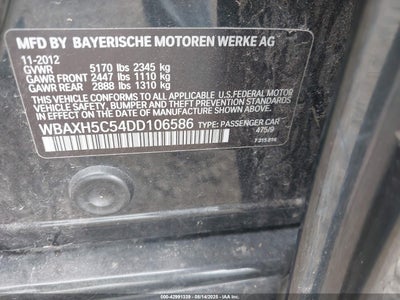 MFD BY BAYERISCHE MOTOREN WERKE AG
11-2012
GVWR 5170 lbs 2345 kg
GAWR FRONT 2447 lbs 1110 kg
GAWR REAR 2888 lbs 1310 kg
THIS VEHICLE CONFORMS TO ALL APPLICABLE U.S.FEDERAL MOTOR
VEHICLE SAFETY, BUMPER, AND THEFT PREVENTION STANDARDS IN
EFFECT ON THE DATE OF MANUFACTURE SHOWN ABOVE.
WBAXH5C54DD106586 TYPE: PASSENGER CAR
475/9
000-42991339 - 08/14/2025 -